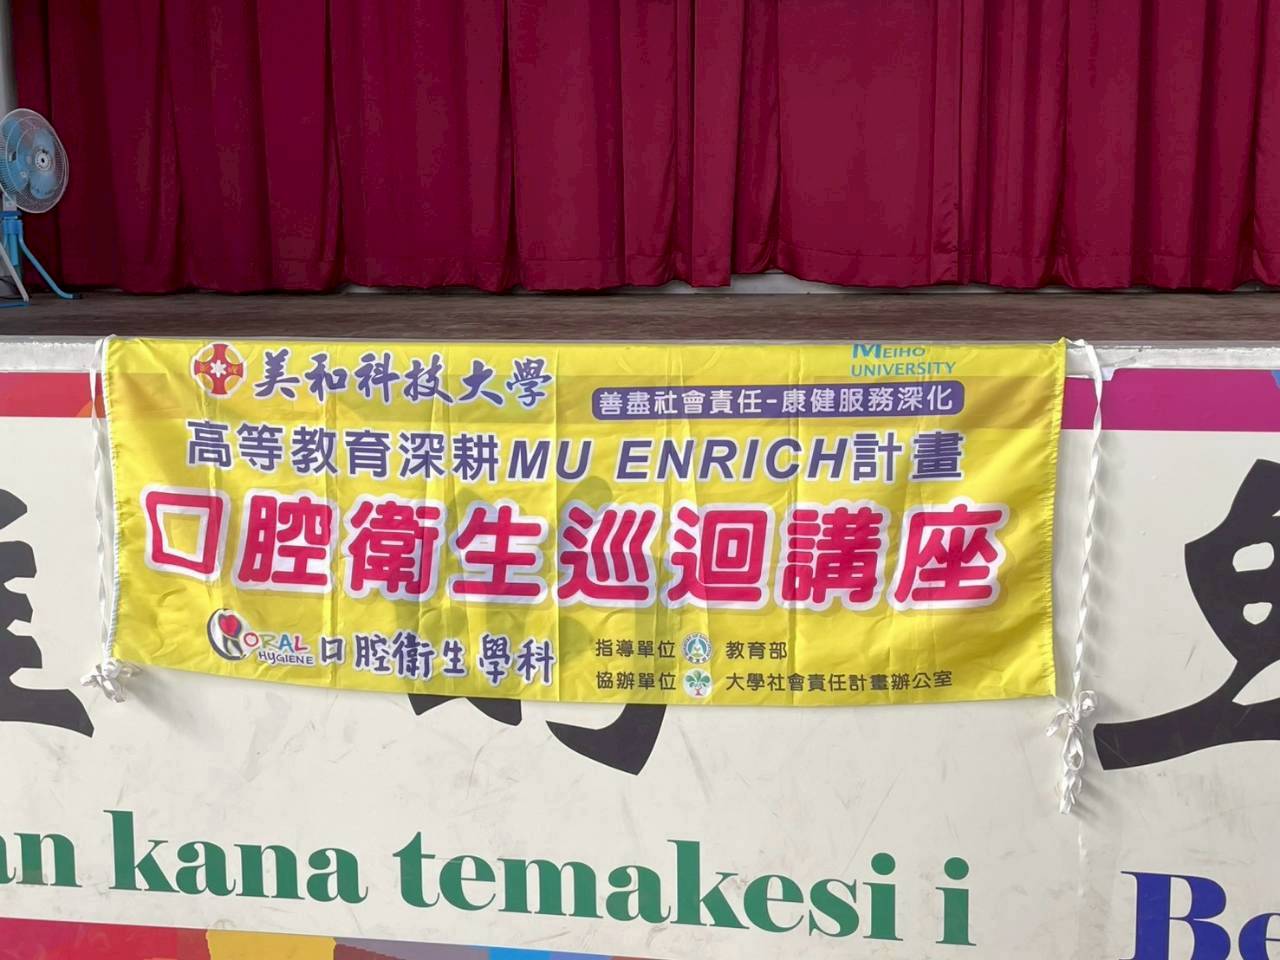 美和科技大學
MEIHO
UNIVERSITY
善盡社會責任-康健服務深化
高等教育深耕MU ENRICH計畫
口腔衛生巡迴講座
ORAL
HYGIENE
口腔衛生學科
指導單位 教育部
協辦單位 大學社會責任計畫辦公室
an kana temakesi i
Be